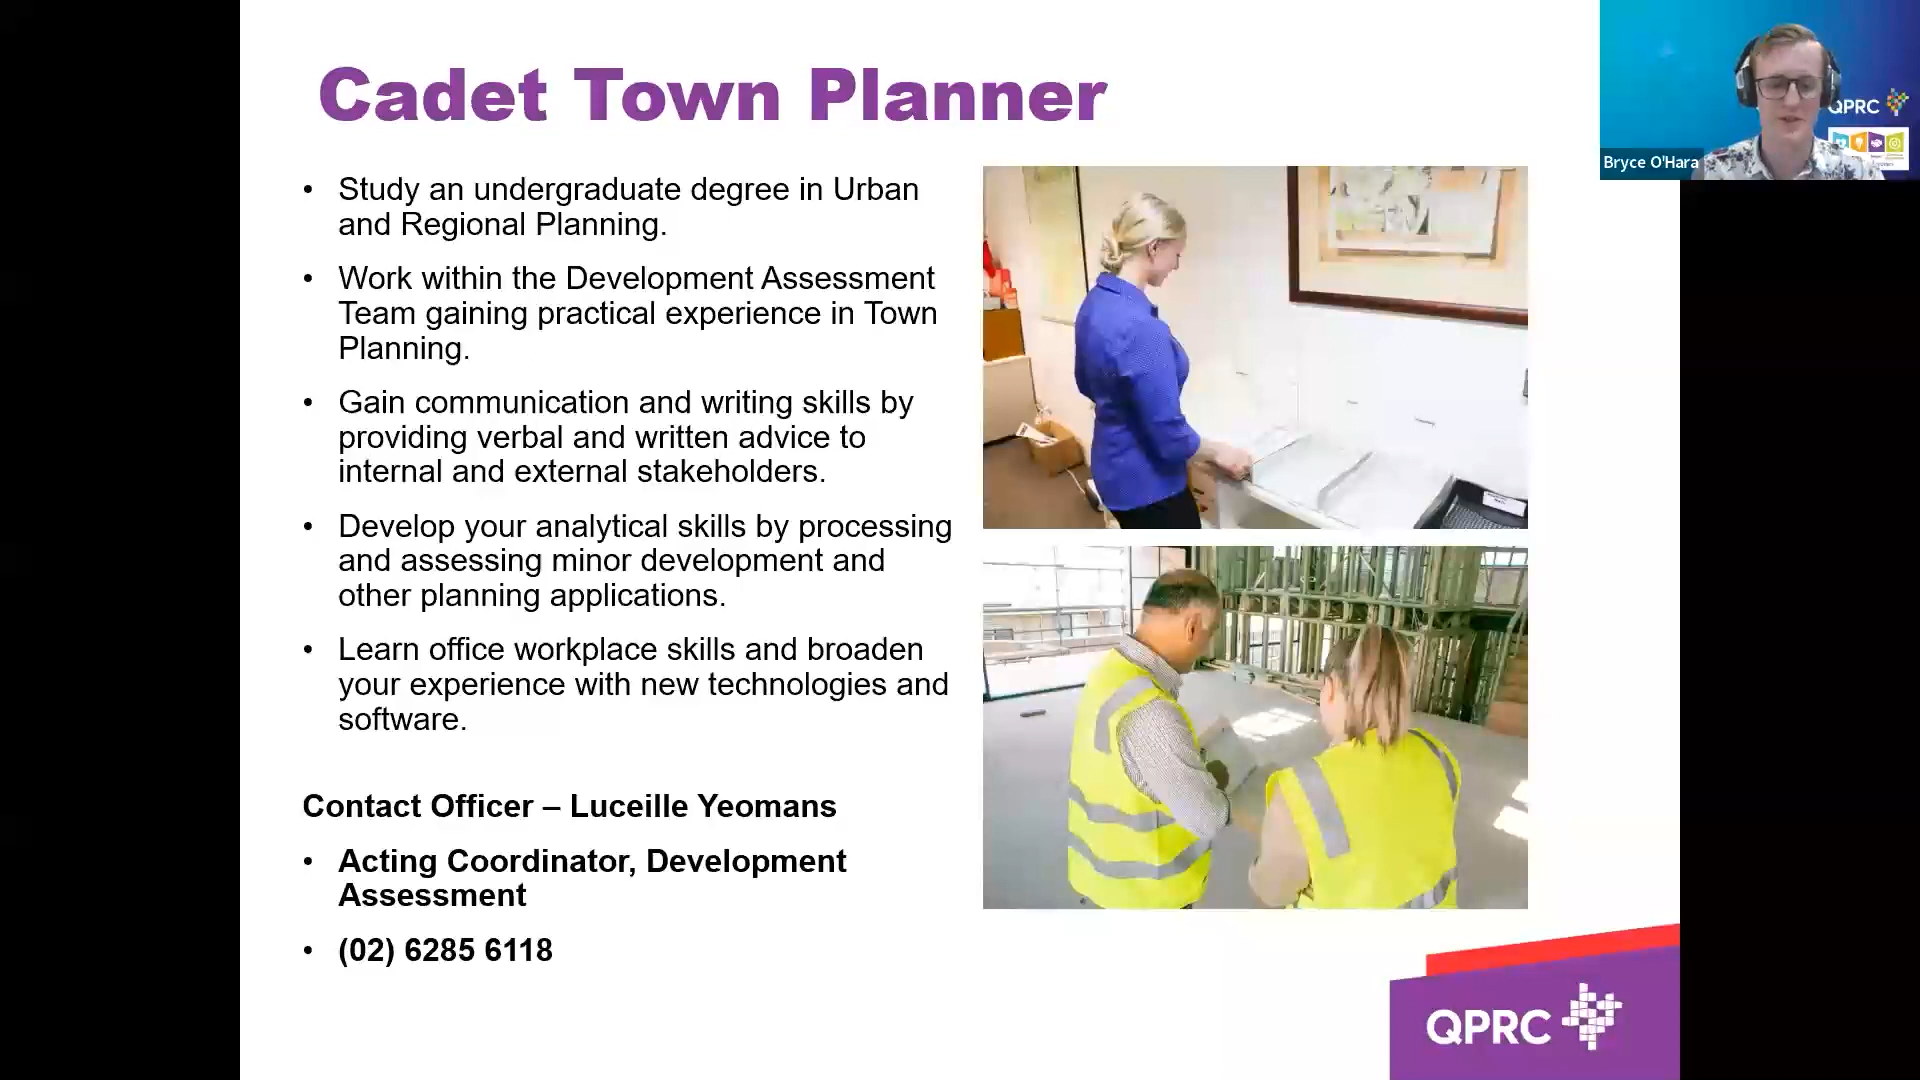 Cadet Town Planner
• Study an undergraduate degree in Urban
and Regional Planning.
• Work within the Development Assessment
Team gaining practical experience in Town
Planning.
• Gain communication and writing skills by
providing verbal and written advice to
internal and external stakeholders.
• Develop your analytical skills by processing
and assessing minor development and
other planning applications.
• Learn office workplace skills and broaden
your experience with new technologies and
software.
Contact Officer – Luceille Yeomans
• Acting Coordinator, Development
Assessment
• (02) 6285 6118
QPRC
Bryce O'Hara
QPRC